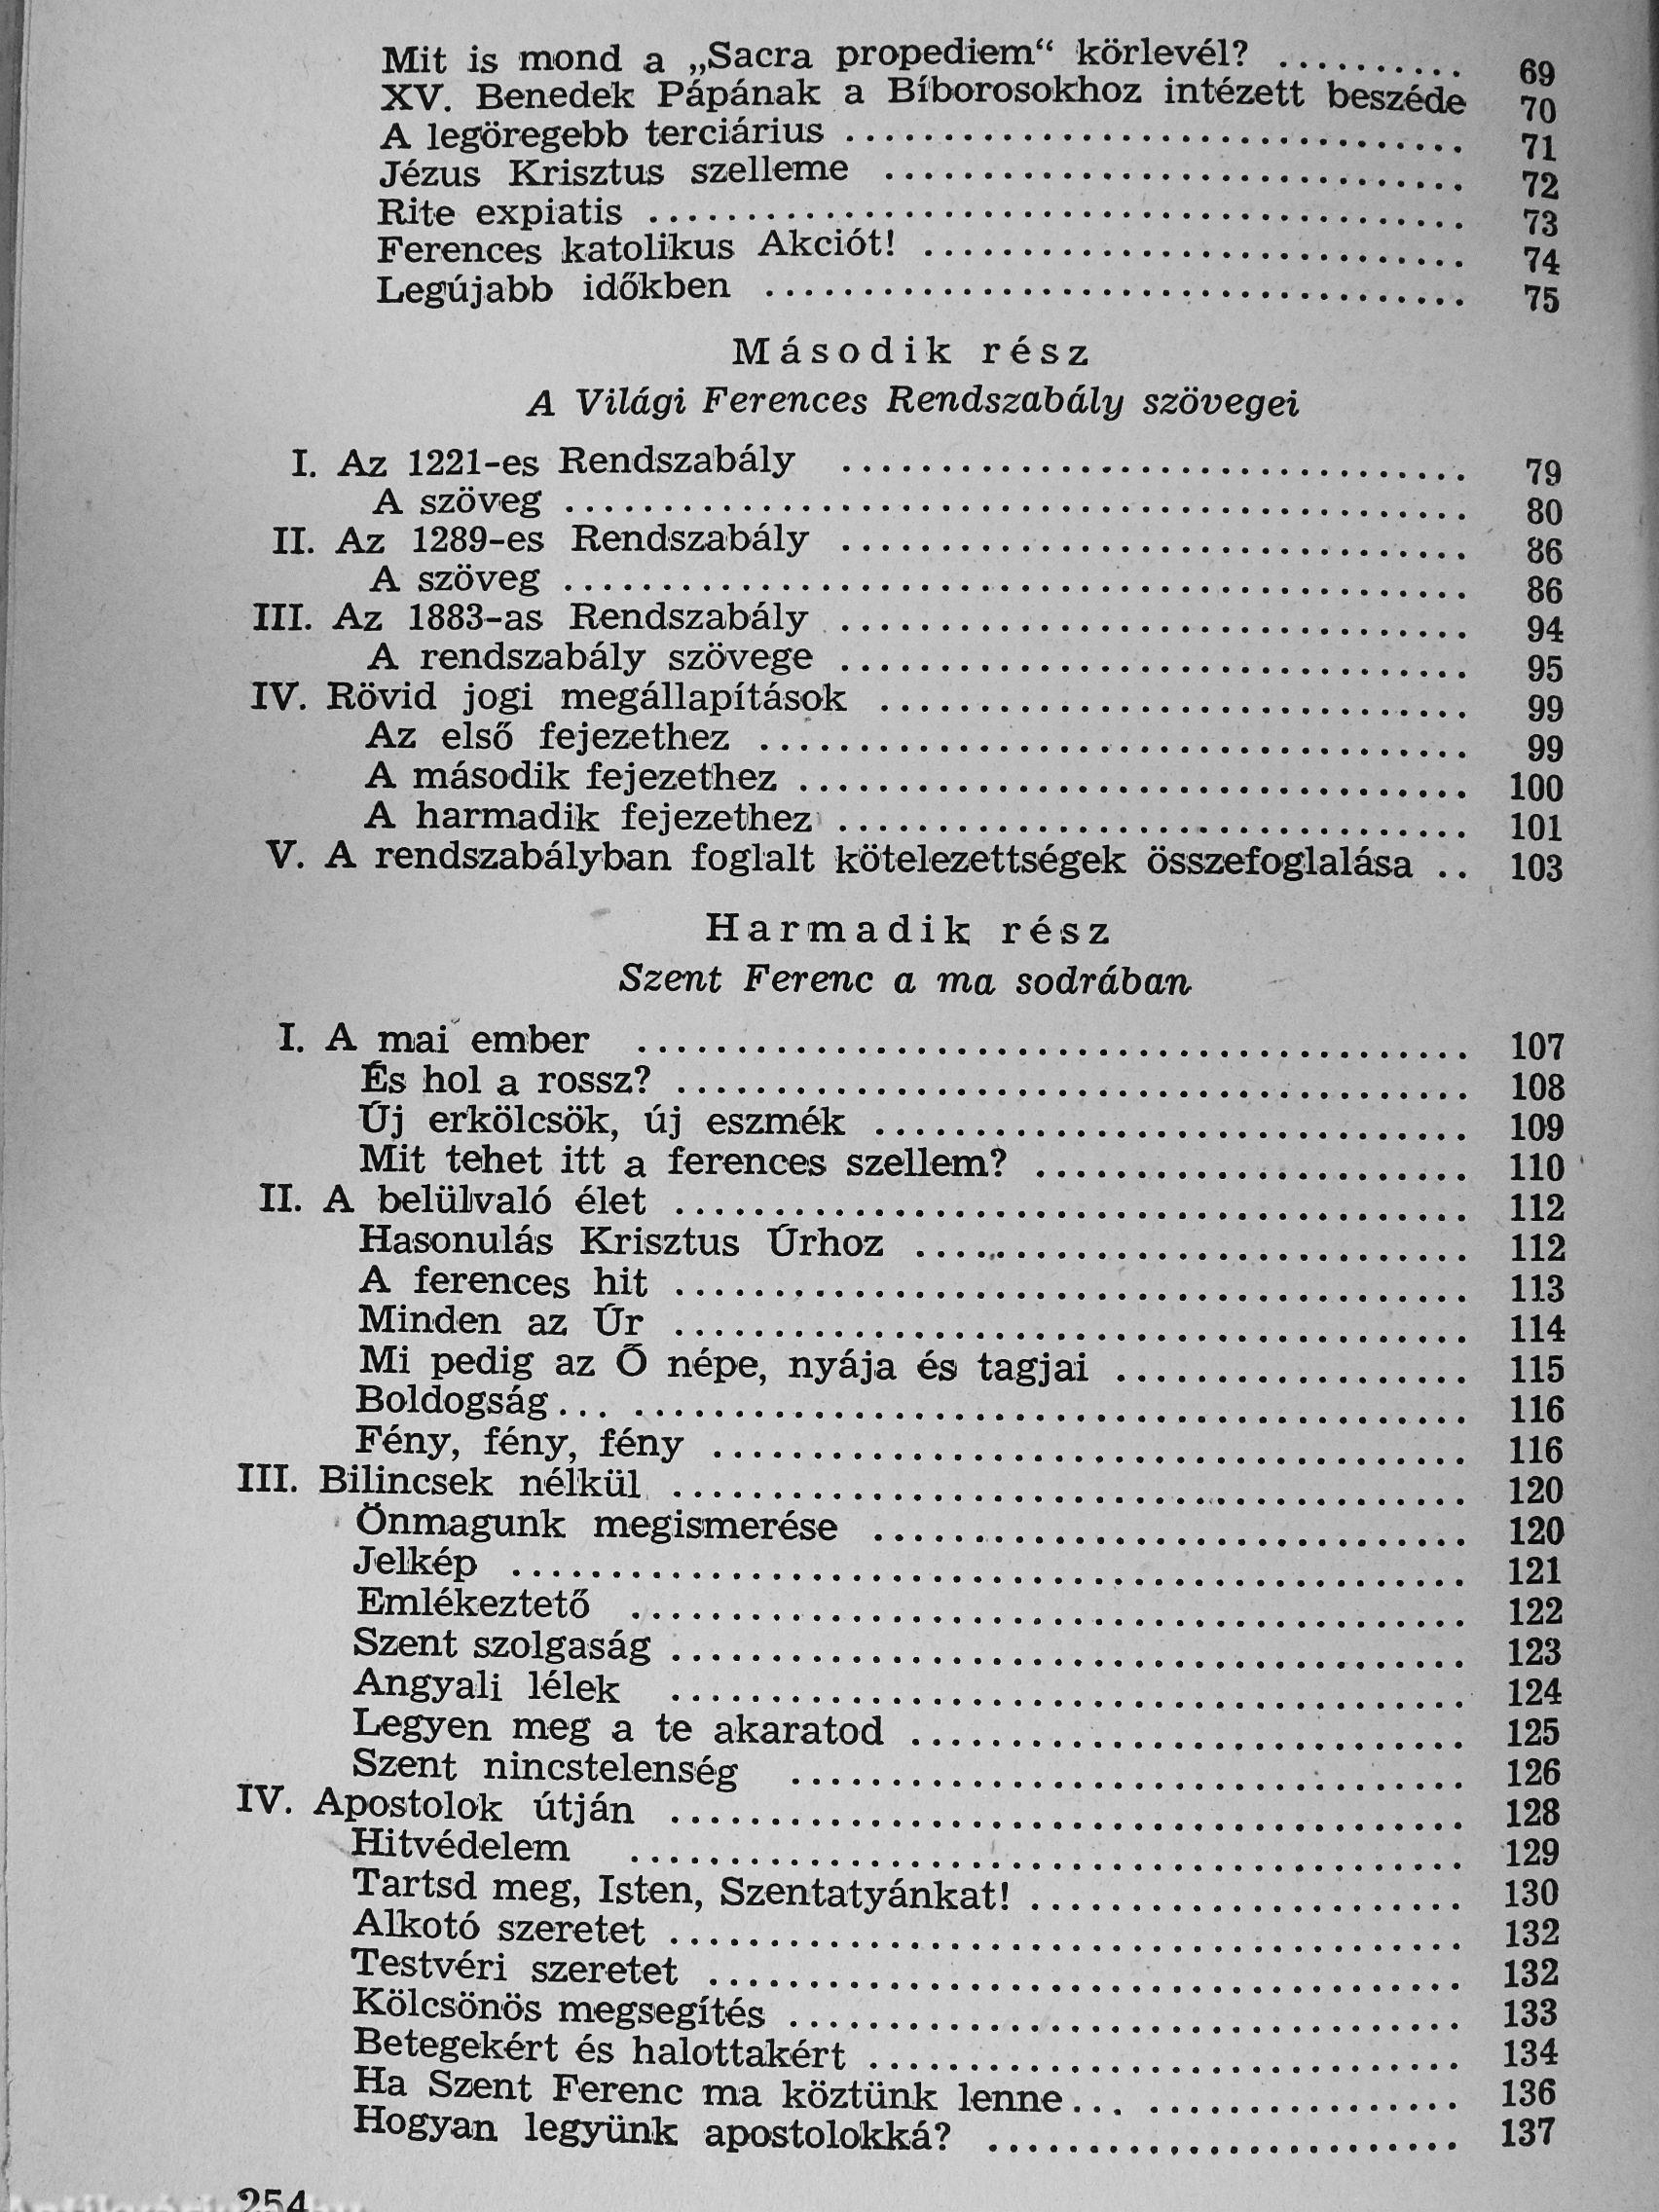 Mit is mond a „Sacra propediem“ körlevél? .......... 69
XV. Benedek Pápának a Bíborosokhoz intézett beszéde 70
A legöregebb terciárius .......... 71
Jézus Krisztus szelleme .......... 72
Rite expiatis .......... 73
Ferences katolikus Akciót! .......... 74
Legújabb időkben .......... 75
Második rész
A Világi Ferences Rendszabály szövegei
I. Az 1221-es Rendszabály .......... 79
A szöveg .......... 80
II. Az 1289-es Rendszabály .......... 86
A szöveg .......... 86
III. Az 1883-as Rendszabály .......... 94
A rendszabály szövege .......... 95
IV. Rövid jogi megállapítások .......... 99
Az első fejezethez .......... 99
A második fejezethez .......... 100
A harmadik fejezethez .......... 101
V. A rendszabályban foglalt kötelezettségek összefoglalása .. 103
Harmadik rész
Szent Ferenc a ma sodrában
I. A mai ember .......... 107
És hol a rossz? .......... 108
Új erkölcsök, új eszmék .......... 109
Mit tehet itt a ferences szellem? .......... 110
II. A belülvaló élet .......... 112
Hasonulás Krisztus Úrhoz .......... 112
A ferences hit .......... 113
Minden az Úr .......... 114
Mi pedig az Ő népe, nyája és tagjai .......... 115
Boldogság... .......... 116
Fény, fény, fény .......... 116
III. Bilincsek nélkül .......... 120
Önmagunk megismerése .......... 120
Jelkép .......... 121
Emlékeztető .......... 122
Szent szolgaság .......... 123
Angyali lélek .......... 124
Legyen meg a te akaratod .......... 125
Szent nincstelenség .......... 126
IV. Apostolok útján .......... 128
Hitvédelem .......... 129
Tartsd meg, Isten, Szentatyánkat! .......... 130
Alkotó szeretet .......... 132
Testvéri szeretet .......... 132
Kölcsönös megsegítés .......... 133
Betegekért és halottakért .......... 134
Ha Szent Ferenc ma köztünk lenne... .......... 136
Hogyan legyünk apostolokká? .......... 137
254